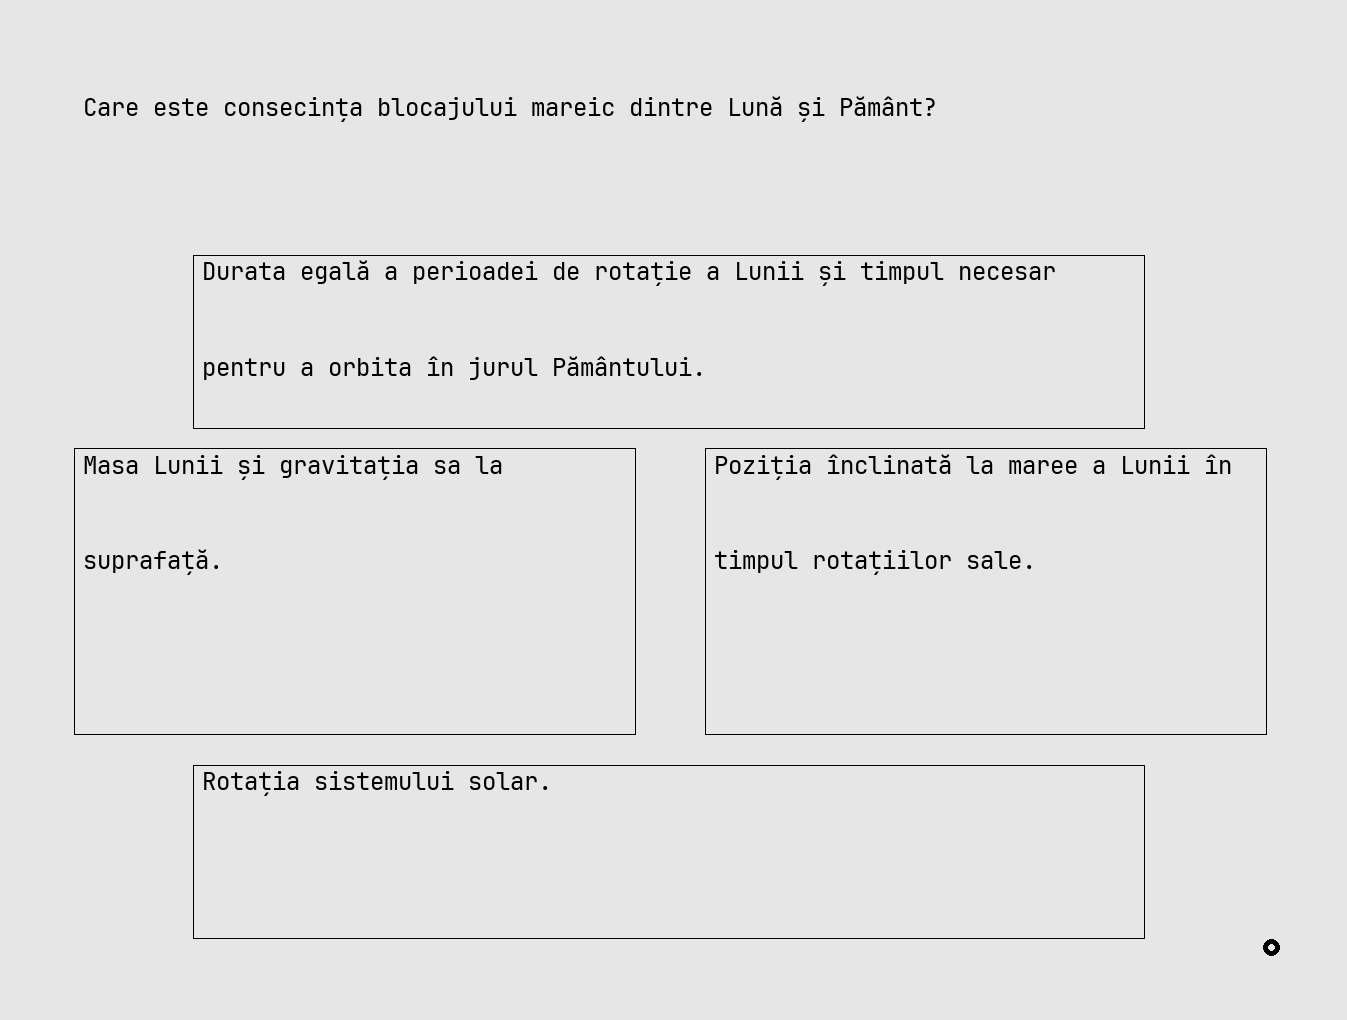 Care este consecința blocajului mareic dintre Lună și Pământ?
Durata egală a perioadei de rotație a Lunii și timpul necesar
pentru a orbita în jurul Pământului.
Masa Lunii și gravitația sa la
suprafață.
Poziția înclinată la maree a Lunii în
timpul rotațiilor sale.
Rotația sistemului solar.